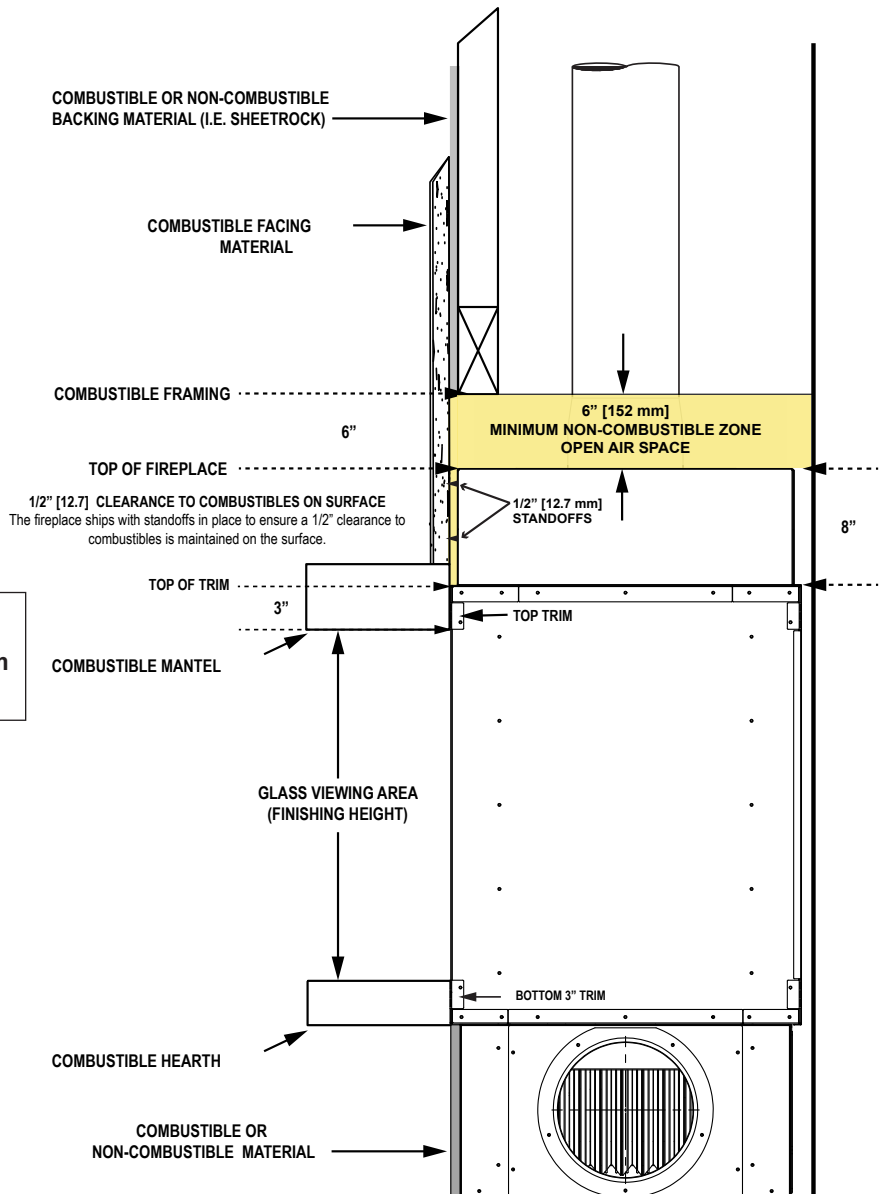 COMBUSTIBLE OR NON-COMBUSTIBLE
BACKING MATERIAL (I.E. SHEETROCK)
COMBUSTIBLE FACING
MATERIAL
COMBUSTIBLE FRAMING
6” [152 mm]
MINIMUM NON-COMBUSTIBLE ZONE
OPEN AIR SPACE
6”
TOP OF FIREPLACE
1/2” [12.7] CLEARANCE TO COMBUSTIBLES ON SURFACE
The fireplace ships with standoffs in place to ensure a 1/2” clearance to
combustibles is maintained on the surface.
1/2” [12.7 mm]
STANDOFFS
8”
TOP OF TRIM
3”
TOP TRIM
COMBUSTIBLE MANTEL
GLASS VIEWING AREA
(FINISHING HEIGHT)
BOTTOM 3” TRIM
COMBUSTIBLE HEARTH
COMBUSTIBLE OR
NON-COMBUSTIBLE MATERIAL